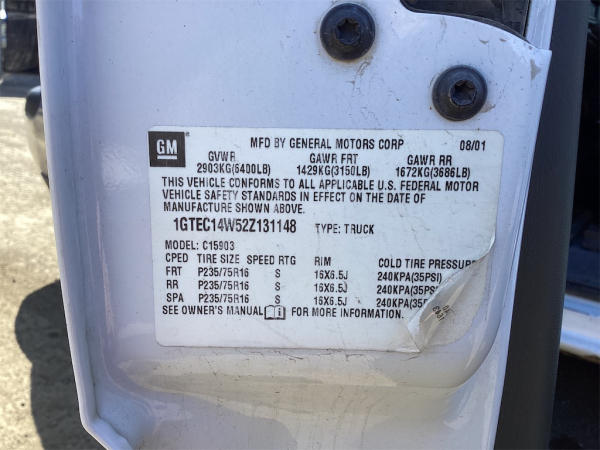 GM
MFD BY GENERAL MOTORS CORP 08/01
GVWR GAWR FRT GAWR RR
2903KG(6400LB) 1429KG(3150LB) 1672KG(3686LB)
THIS VEHICLE CONFORMS TO ALL APPLICABLE U.S. FEDERAL MOTOR
VEHICLE SAFETY STANDARDS IN EFFECT ON THE DATE OF
MANUFACTURE SHOWN ABOVE.
1GTEC14W52Z131148 TYPE: TRUCK
MODEL: C15903
CPED TIRE SIZE SPEED RTG RIM COLD TIRE PRESSURE
FRT P235/75R16 S 16X6.5J 240KPA(35PSI)
RR P235/75R16 S 16X6.5J 240KPA(35PSI
SPA P235/75R16 S 16X6.5J 240KPA(35P
SEE OWNER'S MANUAL FOR MORE INFORMATION.